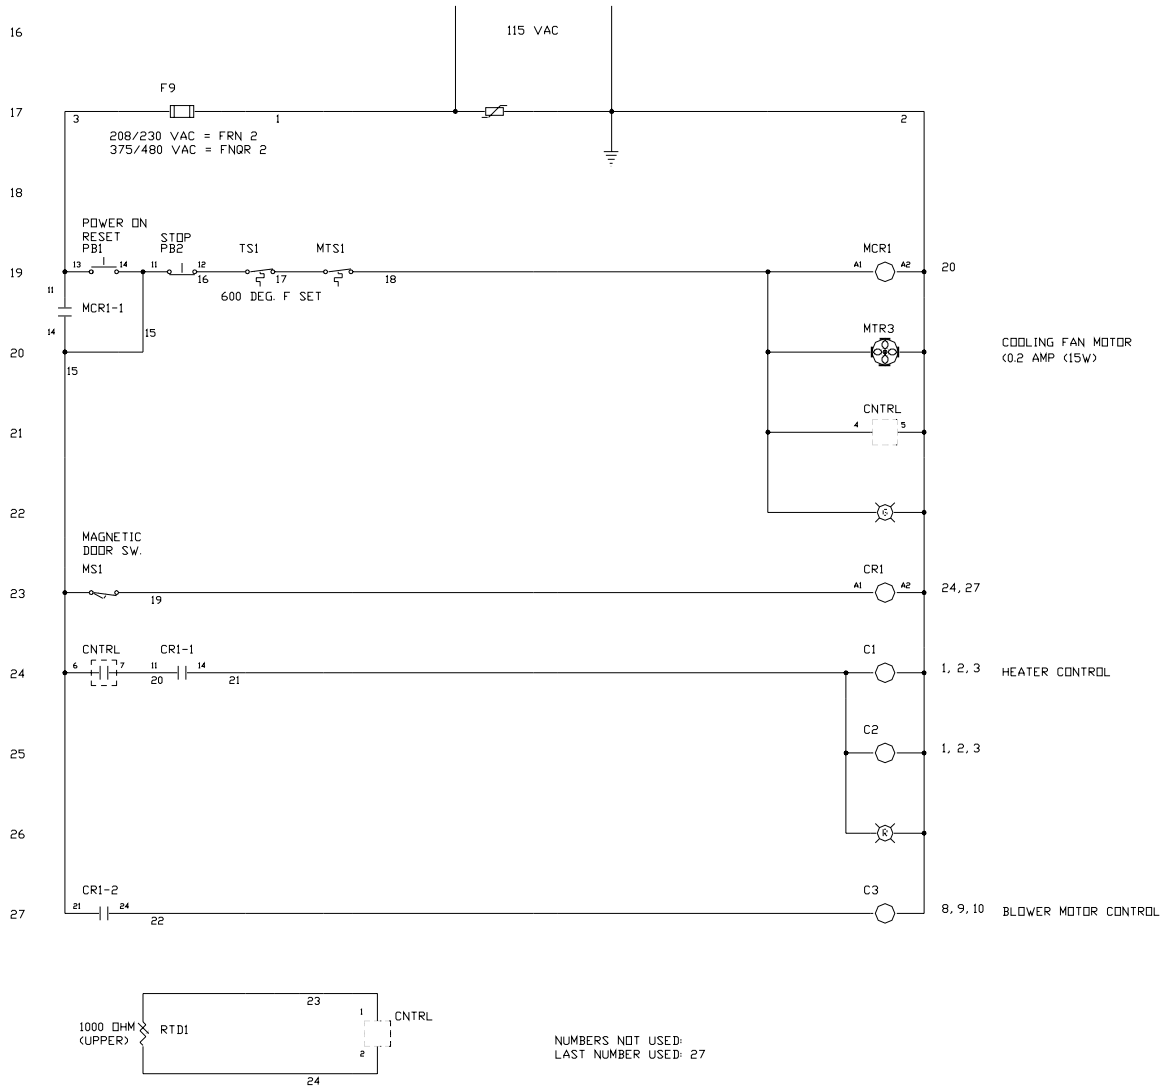 16
115 VAC
F9
17
3
1
2
208/230 VAC = FRN 2
375/480 VAC = FNQR 2
18
POWER ON
RESET
PB1
STOP
PB2
TS1
MTS1
MCR1
19
13
14
11
12
16
17
18
A1
A2
20
600 DEG. F SET
11
MCR1-1
14
15
MTR3
20
15
COOLING FAN MOTOR
(0.2 AMP (15W)
CNTRL
21
4
5
22
G
MAGNETIC
DOOR SW.
MS1
CR1
23
19
A1
A2
24, 27
CNTRL
CR1-1
C1
24
6
7
11
14
20
21
1, 2, 3
HEATER CONTROL
C2
25
1, 2, 3
26
R
CR1-2
C3
27
21
24
22
8, 9, 10
BLOWER MOTOR CONTROL
23
1000 OHM
(UPPER)
RTD1
1
CNTRL
2
24
NUMBERS NOT USED:
LAST NUMBER USED: 27